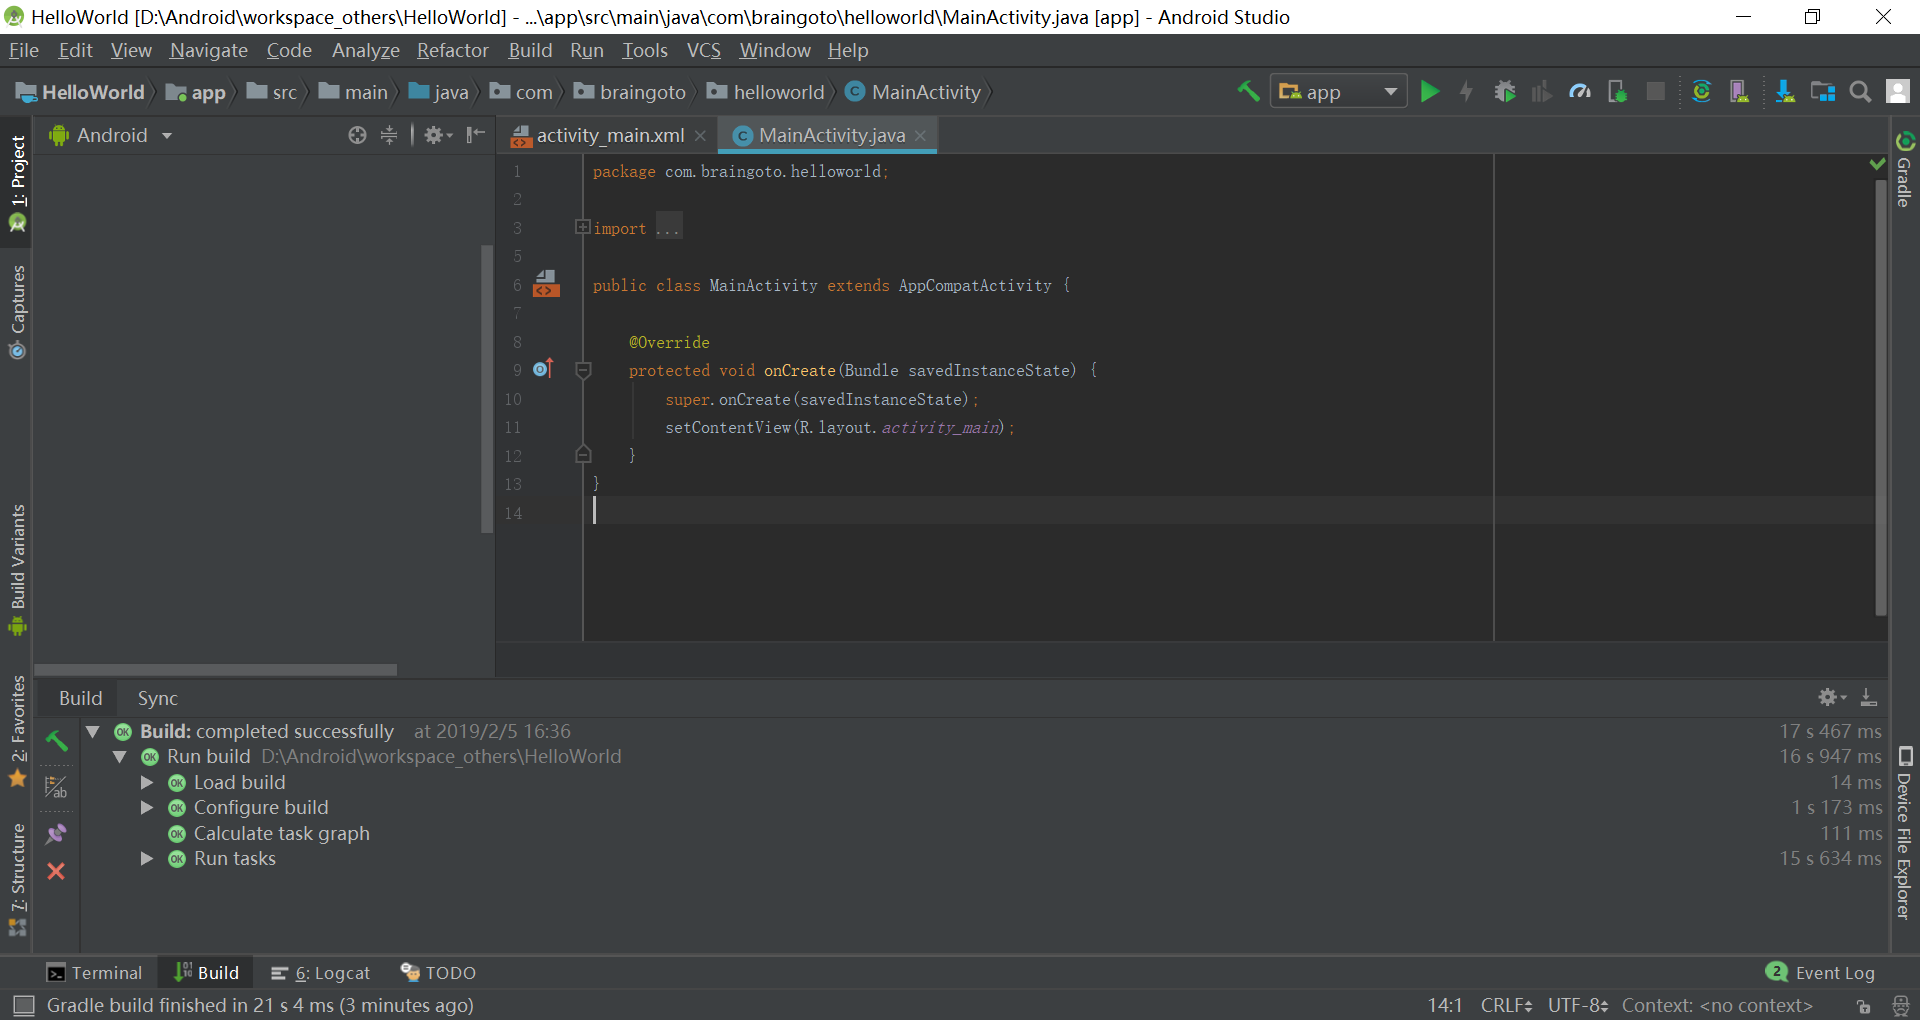 HelloWorld [D:\Android\workspace_others\HelloWorld] - ...\app\src\main\java\com\braingoto\helloworld\MainActivity.java [app] - Android Studio
File Edit View Navigate Code Analyze Refactor Build Run Tools VCS Window Help
HelloWorld app src main java com braingoto helloworld MainActivity app
Android
activity_main.xml MainActivity.java
1: Project
Captures
Build Variants
2: Favorites
7: Structure
1 package com.braingoto.helloworld;
2
3 import ...
5
6 public class MainActivity extends AppCompatActivity {
7
8 @Override
9 protected void onCreate(Bundle savedInstanceState) {
10 super.onCreate(savedInstanceState);
11 setContentView(R.layout.activity_main);
12 }
13 }
14
Gradle
Device File Explorer
Build Sync
Build: completed successfully at 2019/2/5 16:36 17 s 467 ms
Run build D:\Android\workspace_others\HelloWorld 16 s 947 ms
Load build 14 ms
Configure build 1 s 173 ms
Calculate task graph 111 ms
Run tasks 15 s 634 ms
Terminal Build 6: Logcat TODO 2 Event Log
Gradle build finished in 21 s 4 ms (3 minutes ago) 14:1 CRLF UTF-8 Context: <no context>